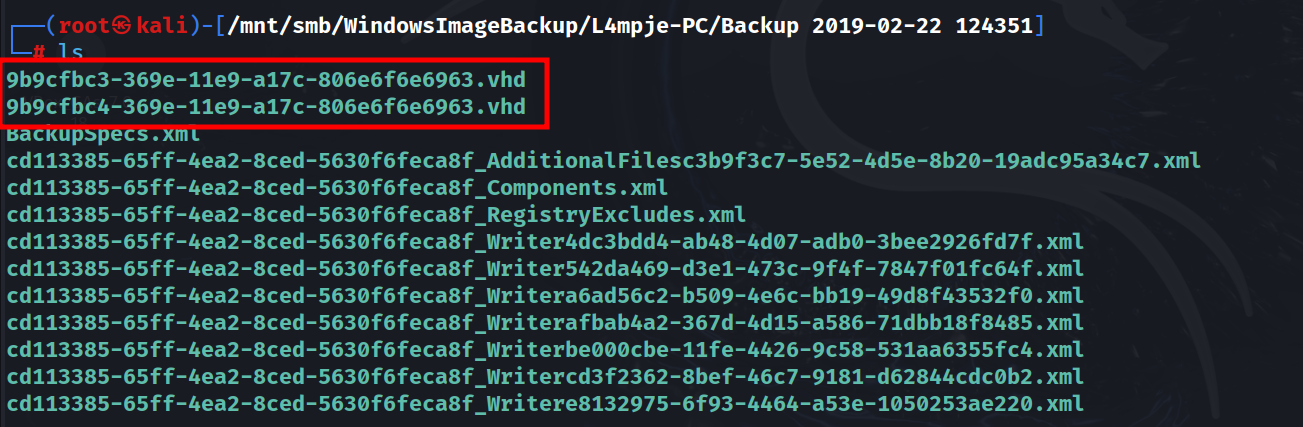 ┌──(root㉿kali)-[/mnt/smb/WindowsImageBackup/L4mpje-PC/Backup 2019-02-22 124351]
└─# ls
9b9cfbc3-369e-11e9-a17c-806e6f6e6963.vhd
9b9cfbc4-369e-11e9-a17c-806e6f6e6963.vhd
BackupSpecs.xml
cd113385-65ff-4ea2-8ced-5630f6feca8f_AdditionalFilesc3b9f3c7-5e52-4d5e-8b20-19adc95a34c7.xml
cd113385-65ff-4ea2-8ced-5630f6feca8f_Components.xml
cd113385-65ff-4ea2-8ced-5630f6feca8f_RegistryExcludes.xml
cd113385-65ff-4ea2-8ced-5630f6feca8f_Writer4dc3bdd4-ab48-4d07-adb0-3bee2926fd7f.xml
cd113385-65ff-4ea2-8ced-5630f6feca8f_Writer542da469-d3e1-473c-9f4f-7847f01fc64f.xml
cd113385-65ff-4ea2-8ced-5630f6feca8f_Writera6ad56c2-b509-4e6c-bb19-49d8f43532f0.xml
cd113385-65ff-4ea2-8ced-5630f6feca8f_Writerafbab4a2-367d-4d15-a586-71dbb18f8485.xml
cd113385-65ff-4ea2-8ced-5630f6feca8f_Writerbe000cbe-11fe-4426-9c58-531aa6355fc4.xml
cd113385-65ff-4ea2-8ced-5630f6feca8f_Writercd3f2362-8bef-46c7-9181-d62844cdc0b2.xml
cd113385-65ff-4ea2-8ced-5630f6feca8f_Writere8132975-6f93-4464-a53e-1050253ae220.xml